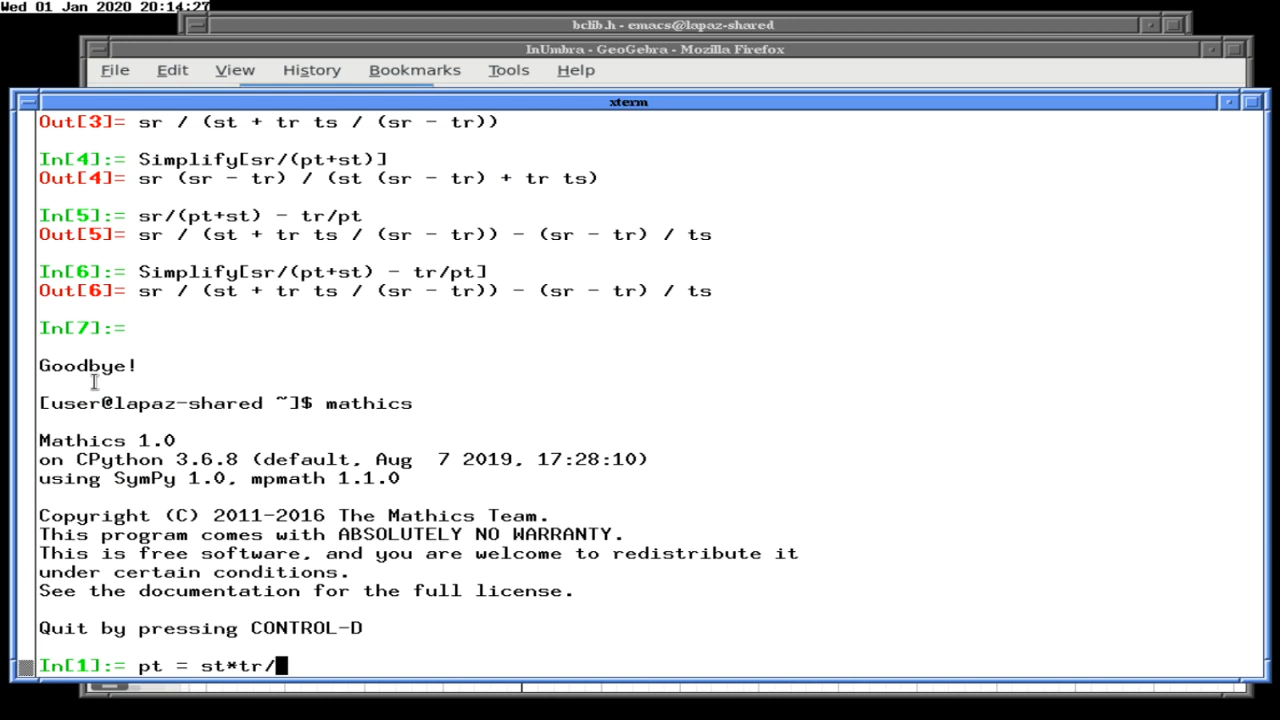 Wed 01 Jan 2020 20:14:27
bclib.h - emacs@lapaz-shared
InUmbra - GeoGebra - Mozilla Firefox
File Edit View History Bookmarks Tools Help
xterm
Out[3]= sr / (st + tr ts / (sr - tr))
In[4]:= Simplify[sr/(pt+st)]
Out[4]= sr (sr - tr) / (st (sr - tr) + tr ts)
In[5]:= sr/(pt+st) - tr/pt
Out[5]= sr / (st + tr ts / (sr - tr)) - (sr - tr) / ts
In[6]:= Simplify[sr/(pt+st) - tr/pt]
Out[6]= sr / (st + tr ts / (sr - tr)) - (sr - tr) / ts
In[7]:=
Goodbye!
[user@lapaz-shared ~]$ mathics
Mathics 1.0
on CPython 3.6.8 (default, Aug  7 2019, 17:28:10)
using SymPy 1.0, mpmath 1.1.0
Copyright (C) 2011-2016 The Mathics Team.
This program comes with ABSOLUTELY NO WARRANTY.
This is free software, and you are welcome to redistribute it
under certain conditions.
See the documentation for the full license.
Quit by pressing CONTROL-D
In[1]:= pt = st*tr/